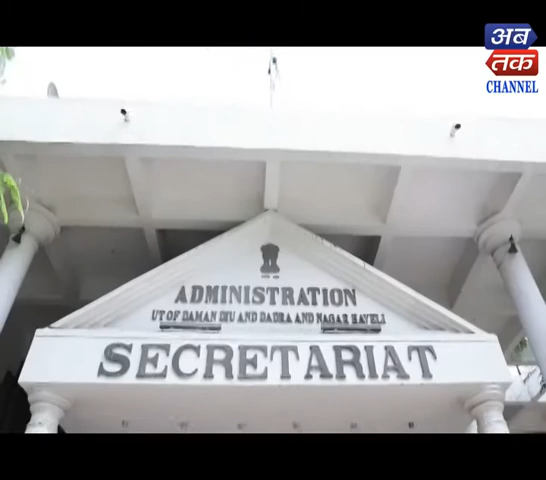 अब
तक
CHANNEL
ADMINISTRATION
UT OF DAMAN DIU AND DADRA AND NAGAR HAVELI
SECRETARIAT